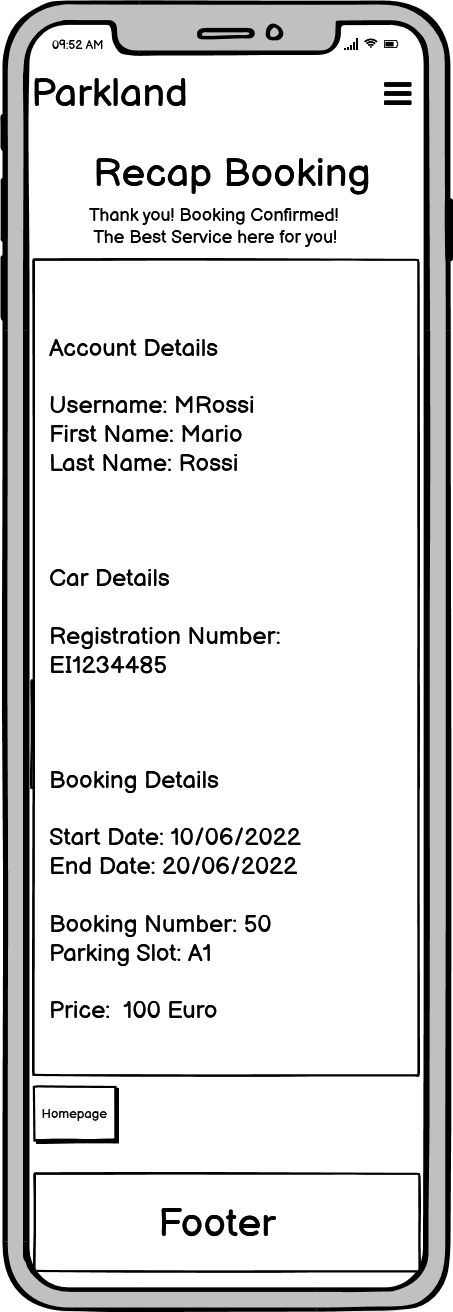 09:52 AM
Parkland
Recap Booking
Thank you! Booking Confirmed!
The Best Service here for you!
Account Details
Username: MRossi
First Name: Mario
Last Name: Rossi
Car Details
Registration Number:
EI1234485
Booking Details
Start Date: 10/06/2022
End Date: 20/06/2022
Booking Number: 50
Parking Slot: A1
Price: 100 Euro
Homepage
Footer